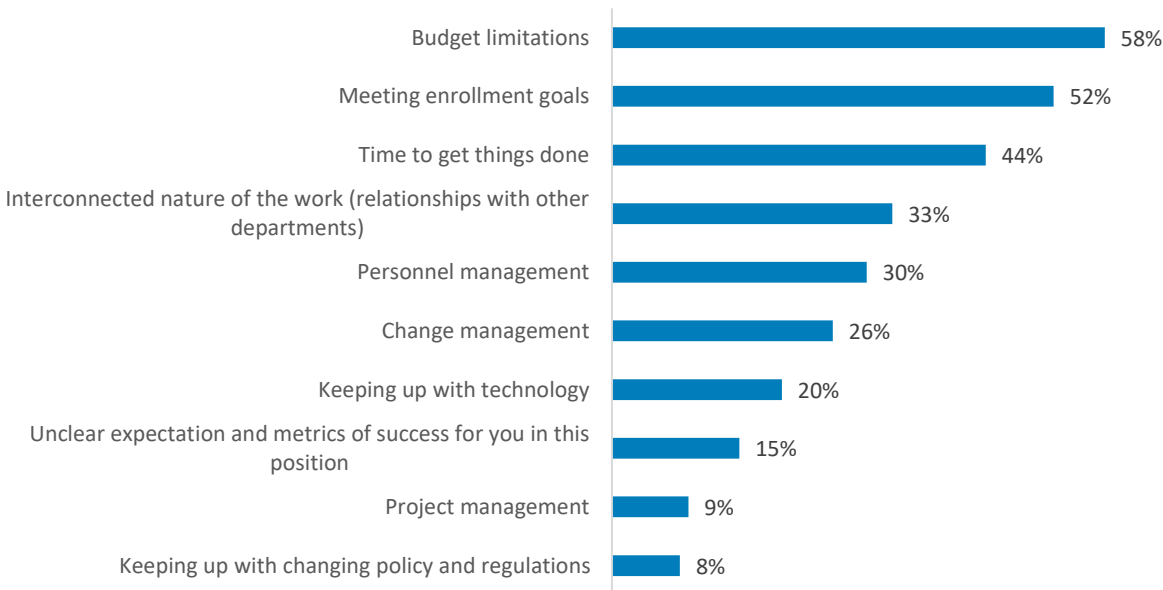 Budget limitations 58%
Meeting enrollment goals 52%
Time to get things done 44%
Interconnected nature of the work (relationships with other
departments) 33%
Personnel management 30%
Change management 26%
Keeping up with technology 20%
Unclear expectation and metrics of success for you in this
position 15%
Project management 9%
Keeping up with changing policy and regulations 8%